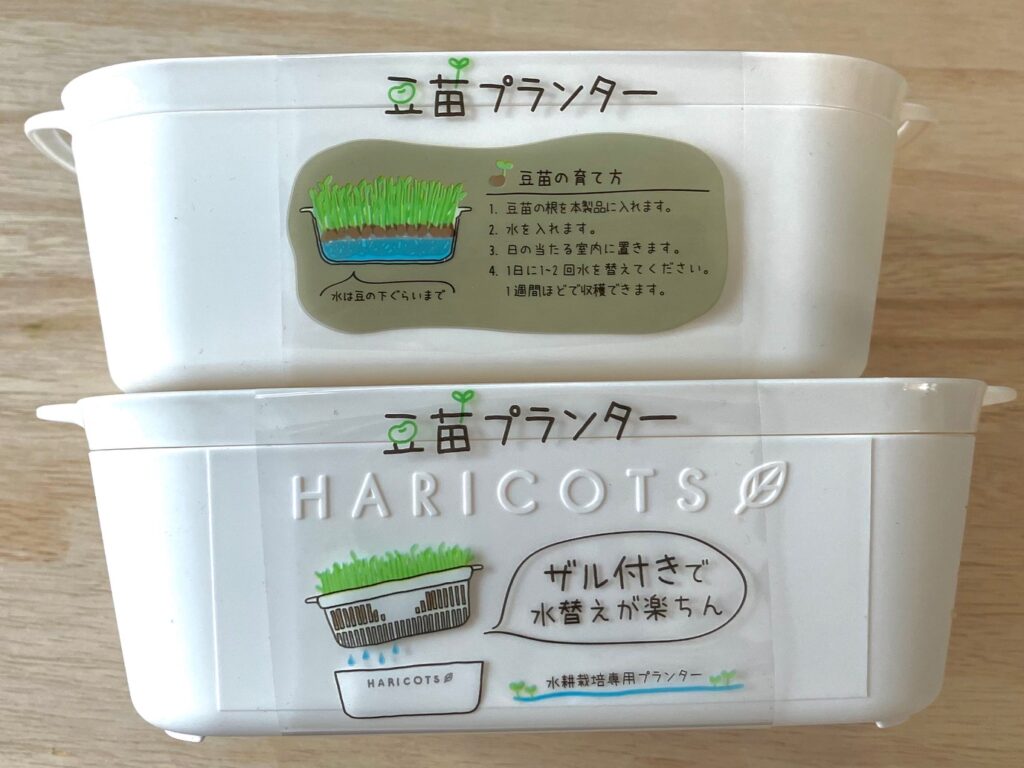 豆苗プランター
豆苗の育て方
1. 豆苗の根を本製品に入れます。
2. 水を入れます。
3. 日の当たる室内に置きます。
4. 1日に1~2回水を替えてください。
1週間ほどで収穫できます。
水は豆の下ぐらいまで
豆苗プランター
HARICOTS
ザル付きで
水替えが楽ちん
HARICOTS
水耕栽培専用プランター